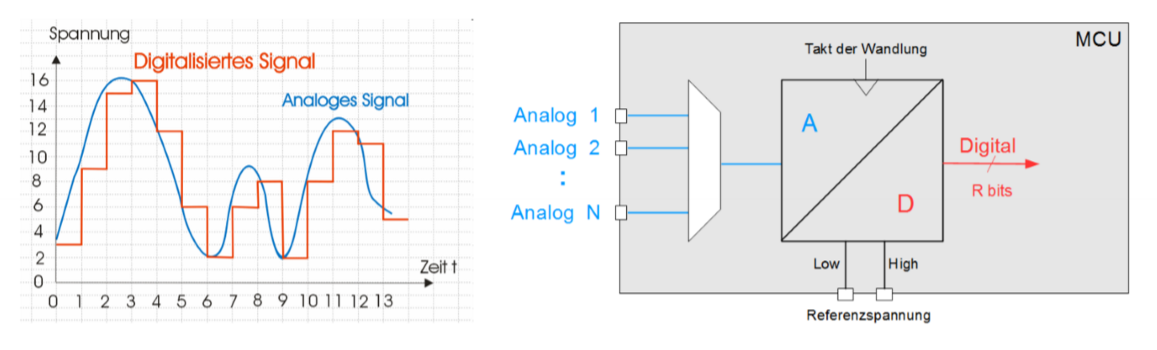 Spannung
Digitalisiertes Signal
Analoges Signal
16
14
12
10
8
6
4
2
0
Zeit t
0 1 2 3 4 5 6 7 8 9 10 11 12 13
MCU
Takt der Wandlung
Analog 1
Analog 2
:
Analog N
A
D
Digital
R bits
Low
High
Referenzspannung